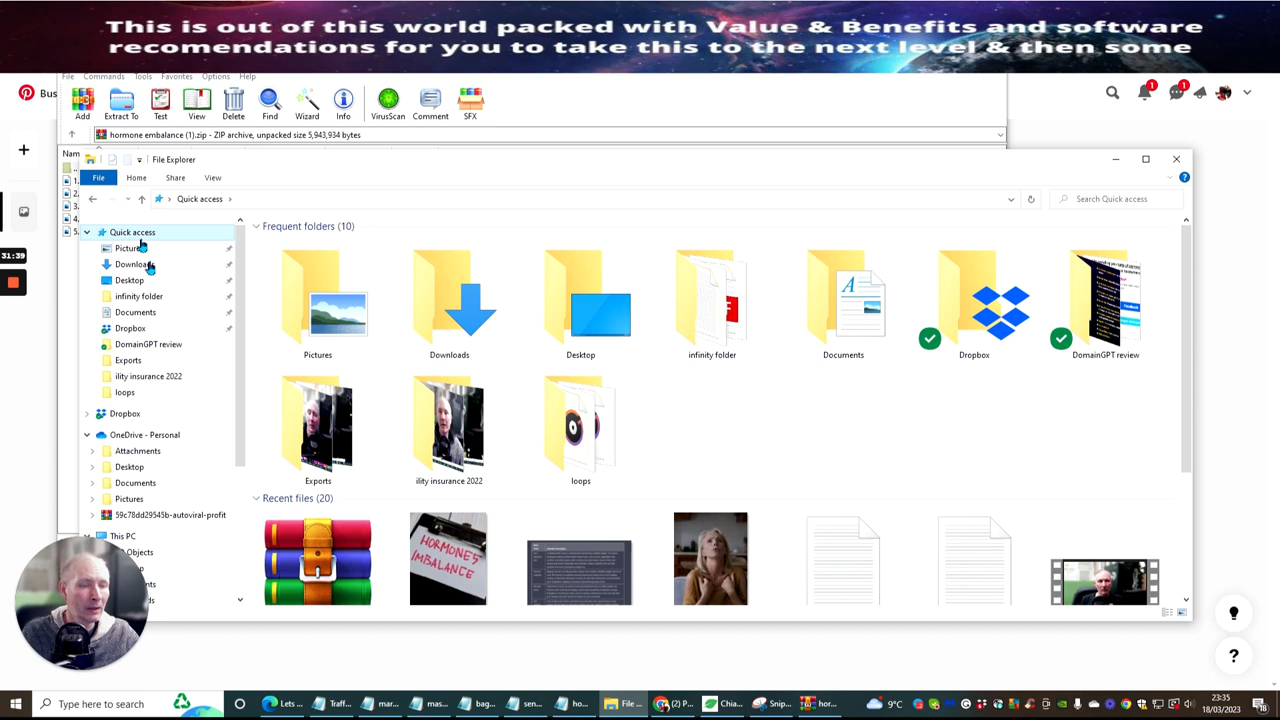 This is out of this world packed with Value & Benefits and software
recomendations for you to take this to the next level & then some
File Commands Tools Favorites Options Help
Bus
Add Extract To Test View Delete Find Wizard Info VirusScan Comment SFX
1 1
hormone embalance (1).zip - ZIP archive, unpacked size 5,943,934 bytes
Nam
File Explorer
1.
2.
3.
4.
5.
File Home Share View
Quick access
Search Quick access
Quick access
Pictures
Downloads
Desktop
infinity folder
Documents
Dropbox
DomainGPT review
Exports
ility insurance 2022
loops
Dropbox
OneDrive - Personal
Attachments
Desktop
Documents
Pictures
59c78dd29545b-autoviral-profit
This PC
Objects
31:39
Frequent folders (10)
Pictures Downloads Desktop infinity folder Documents Dropbox DomainGPT review
Exports ility insurance 2022 loops
Recent files (20)
HORMONES
IMBALANCE
Type here to search
Lets ...
Traff...
mar...
mas...
bag...
sen...
ho...
File ...
(2) P...
Chia...
Snip...
hor...
9°C
23:35
18/03/2023